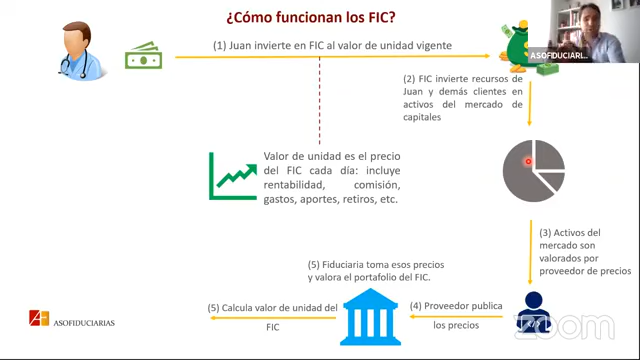 ¿Cómo funcionan los FIC?
(1) Juan invierte en FIC al valor de unidad vigente
ASOFIDUCIARI...
(2) FIC invierte recursos de
Juan y demás clientes en
activos del mercado de
capitales
Valor de unidad es el precio
del FIC cada día: incluye
rentabilidad, comisión,
gastos, aportes, retiros, etc.
(3) Activos del
mercado son
valorados por
proveedor de precios
(5) Fiduciaria toma esos precios
y valora el portafolio del FIC.
(4) Proveedor publica
los precios
(5) Calcula valor de unidad del
FIC
ASOFIDUCIARIAS
</>
zoom